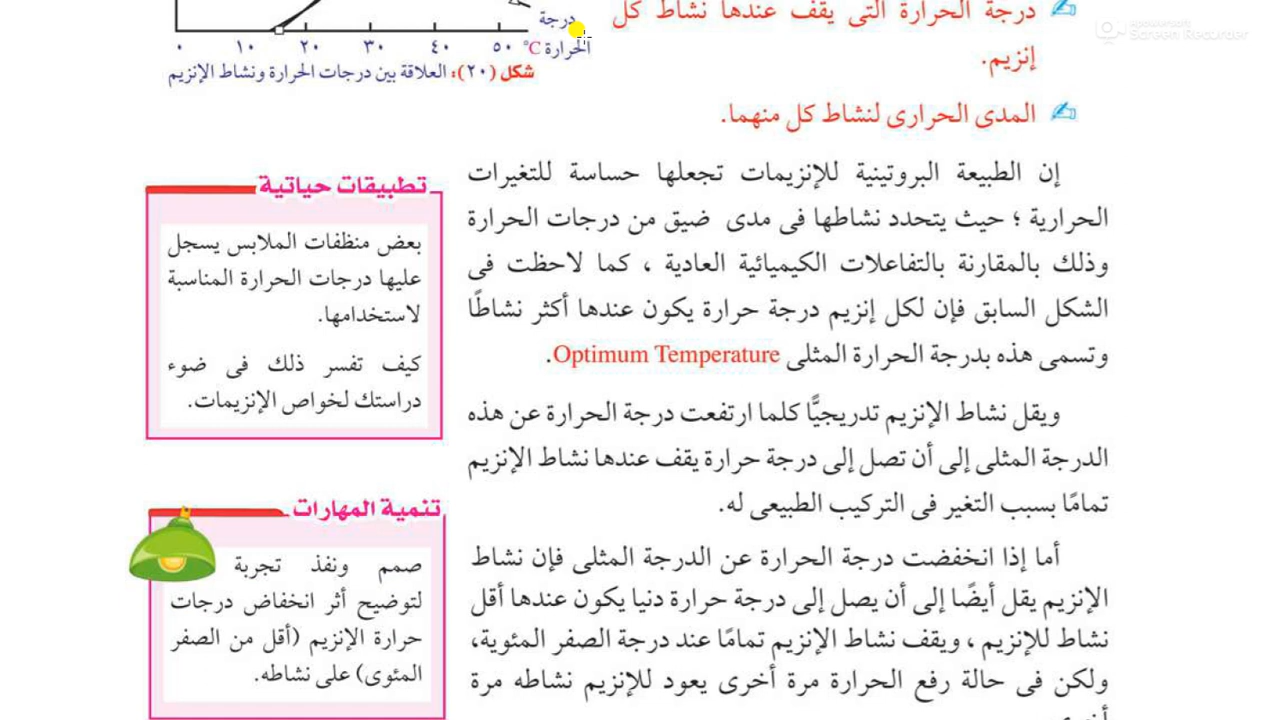 درجة الحرارة التى يقف عندها نشاط كل
إنزيم.
المدى الحرارى لنشاط كل منهما.
درجة
الحرارة °C
٠ ١٠ ٢٠ ٣٠ ٤٠ ٥٠
شكل (٢٠): العلاقة بين درجات الحرارة ونشاط الإنزيم
إن الطبيعة البروتينية للإنزيمات تجعلها حساسة للتغيرات
الحرارية ؛ حيث يتحدد نشاطها فى مدى ضيق من درجات الحرارة
وذلك بالمقارنة بالتفاعلات الكيميائية العادية ، كما لاحظت فى
الشكل السابق فإن لكل إنزيم درجة حرارة يكون عندها أكثر نشاطًا
وتسمى هذه بدرجة الحرارة المثلى Optimum Temperature.
ويقل نشاط الإنزيم تدريجيًّا كلما ارتفعت درجة الحرارة عن هذه
الدرجة المثلى إلى أن تصل إلى درجة حرارة يقف عندها نشاط الإنزيم
تمامًا بسبب التغير فى التركيب الطبيعى له.
أما إذا انخفضت درجة الحرارة عن الدرجة المثلى فإن نشاط
الإنزيم يقل أيضًا إلى أن يصل إلى درجة حرارة دنيا يكون عندها أقل
نشاط للإنزيم ، ويقف نشاط الإنزيم تمامًا عند درجة الصفر المئوية،
ولكن فى حالة رفع الحرارة مرة أخرى يعود للإنزيم نشاطه مرة
تطبيقات حياتية
بعض منظفات الملابس يسجل
عليها درجات الحرارة المناسبة
لاستخدامها.
كيف تفسر ذلك فى ضوء
دراستك لخواص الإنزيمات.
تنمية المهارات
صمم ونفذ تجربة
لتوضيح أثر انخفاض درجات
حرارة الإنزيم (أقل من الصفر
المئوى) على نشاطه.
Screen Recorder